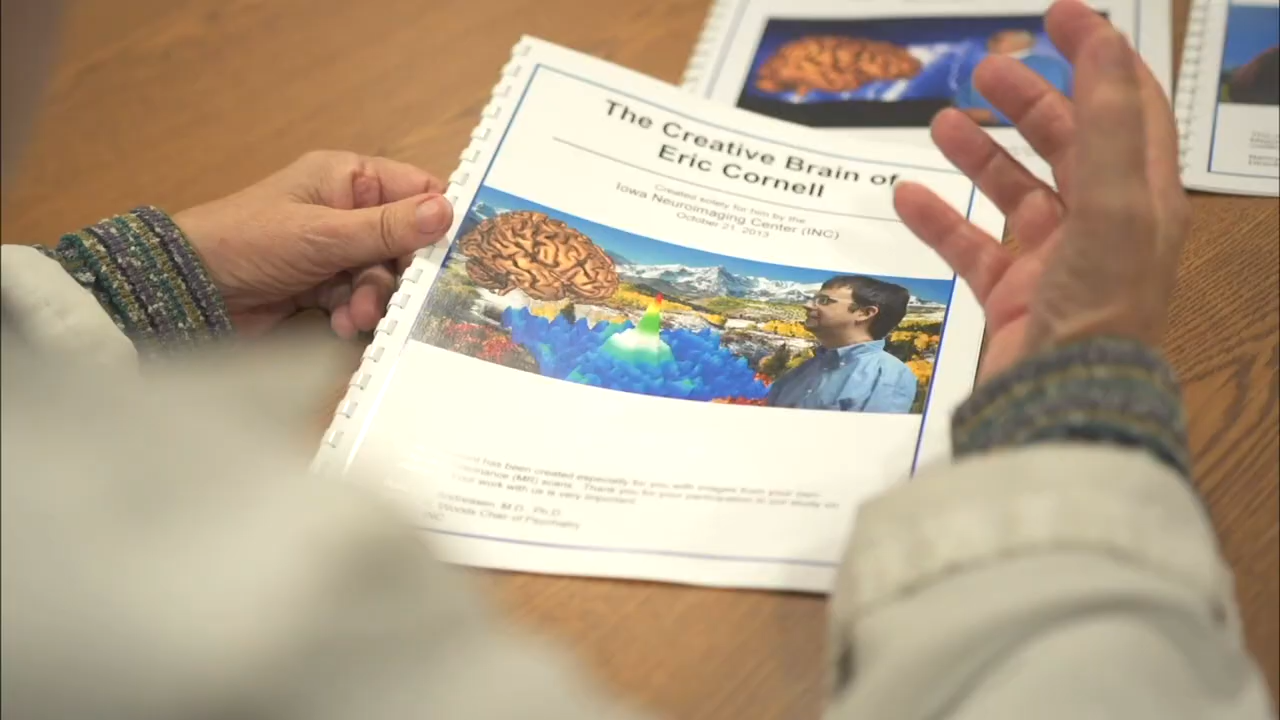 The Creative Brain of
Eric Cornell
Created solely for him by the
Iowa Neuroimaging Center (INC)
October 21, 2013
has been created especially for you with images from your own
(MR) scans. Thank you for your participation in our study on
Your work with us is very important.
Andreasen, M.D., Ph.D.
Woods Chair of Psychiatry
INC